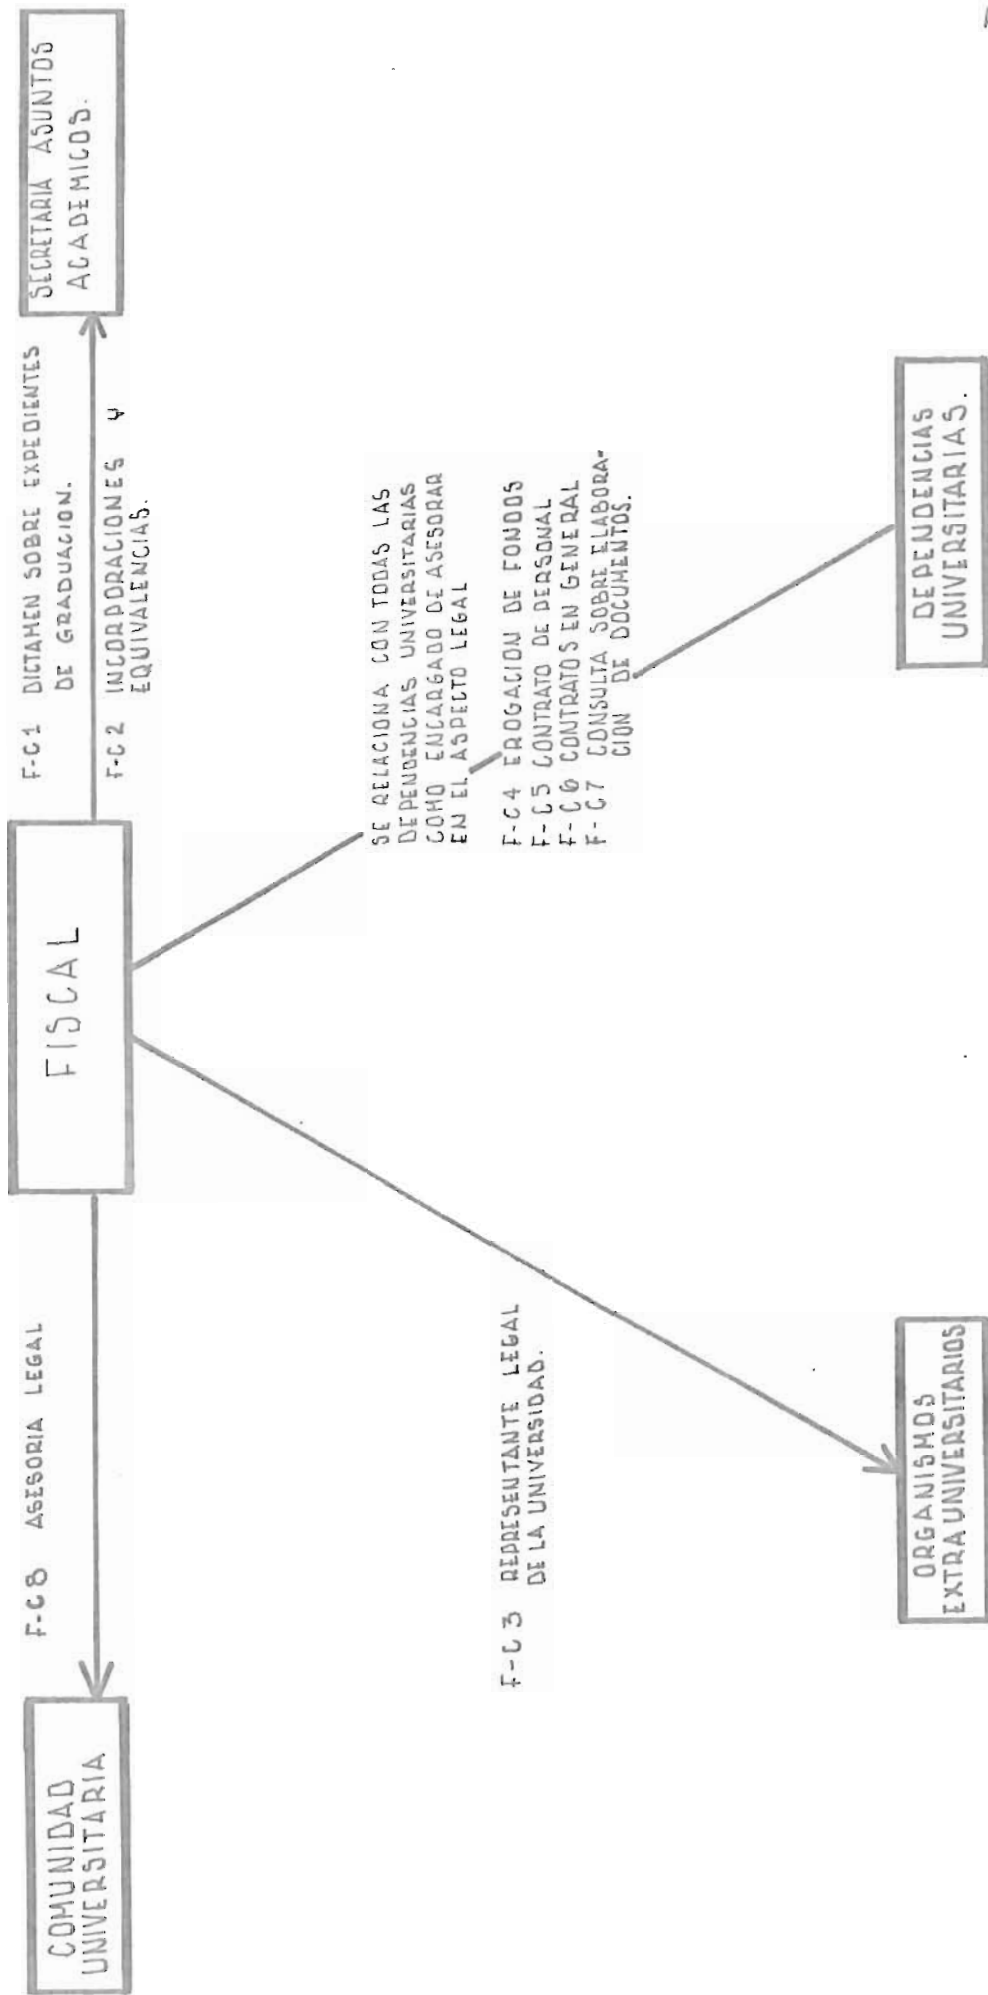 COMUNIDAD
UNIVERSITARIA
F-C8 ASESORIA LEGAL
FISCAL
F-C1 DICTAMEN SOBRE EXPEDIENTES
DE GRADUACION.
F-C2 INCORPORACIONES Y
EQUIVALENCIAS.
SECRETARIA ASUNTOS
ACADEMICOS.
SE RELACIONA CON TODAS LAS
DEPENDENCIAS UNIVERSITARIAS
COMO ENCARGADO DE ASESORAR
EN EL ASPECTO LEGAL
F-C3 REPRESENTANTE LEGAL
DE LA UNIVERSIDAD.
F-C4 EROGACION DE FONDOS
F-C5 CONTRATO DE PERSONAL
F-C6 CONTRATOS EN GENERAL
F-C7 CONSULTA SOBRE ELABORA-
CION DE DOCUMENTOS.
ORGANISMOS
EXTRAUNIVERSITARIOS
DEPENDENCIAS
UNIVERSITARIAS.